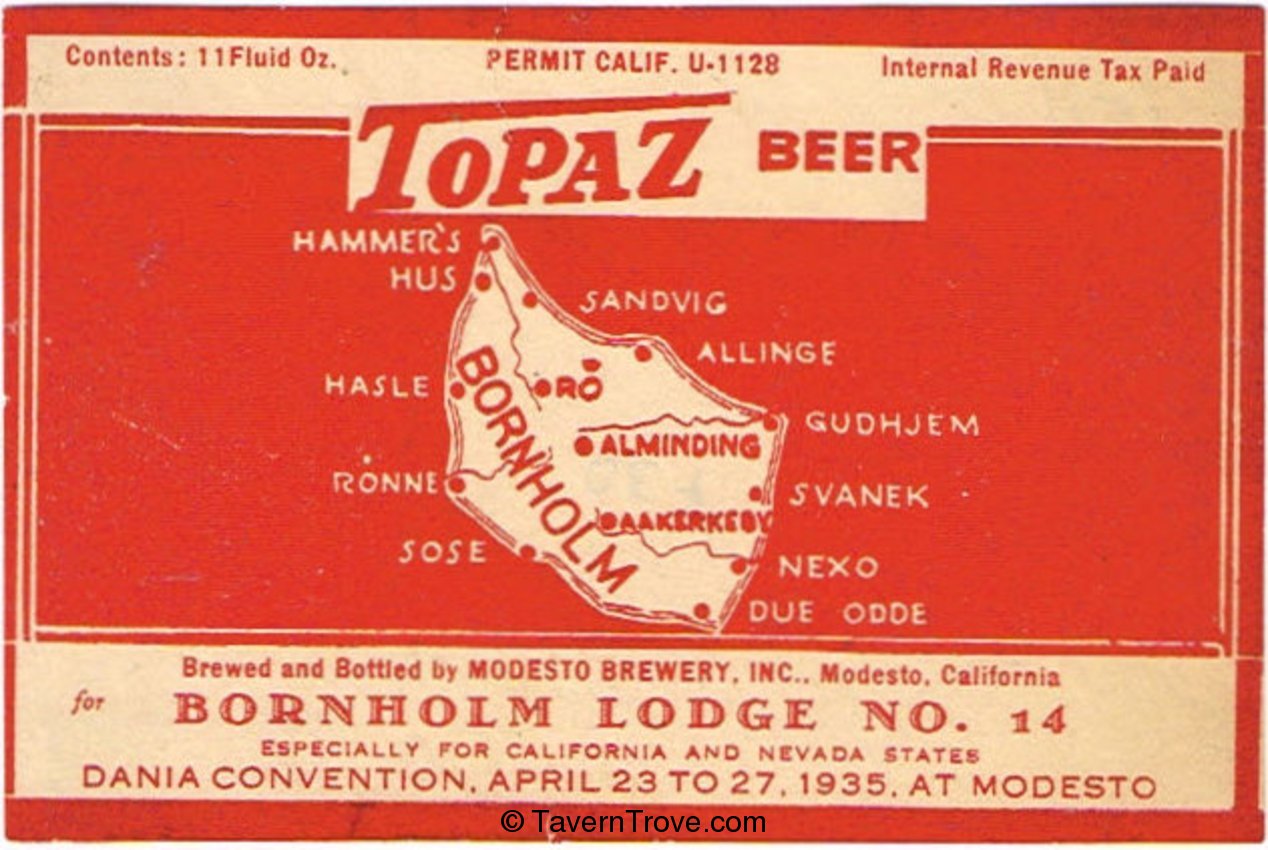 Contents: 11 Fluid Oz.
PERMIT CALIF. U-1128
Internal Revenue Tax Paid
TOPAZ BEER
HAMMER'S
HUS
SANDVIG
ALLINGE
HASLE
RÖ
BORNHOLM
GUDHJEM
ALMINDING
RÖNNE
SVANEK
AAKERKEBY
SOSE
NEXO
DUE ODDE
Brewed and Bottled by MODESTO BREWERY, INC., Modesto, California
for BORNHOLM LODGE NO. 14
ESPECIALLY FOR CALIFORNIA AND NEVADA STATES
DANIA CONVENTION, APRIL 23 TO 27, 1935, AT MODESTO
© TavernTrove.com